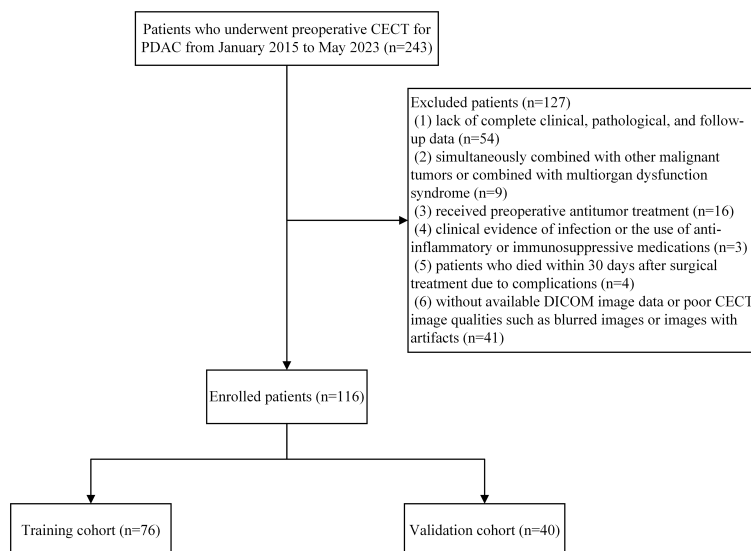 Patients who underwent preoperative CECT for
PDAC from January 2015 to May 2023 (n=243)
Excluded patients (n=127)
(1) lack of complete clinical, pathological, and follow-
up data (n=54)
(2) simultaneously combined with other malignant
tumors or combined with multiorgan dysfunction
syndrome (n=9)
(3) received preoperative antitumor treatment (n=16)
(4) clinical evidence of infection or the use of anti-
inflammatory or immunosuppressive medications (n=3)
(5) patients who died within 30 days after surgical
treatment due to complications (n=4)
(6) without available DICOM image data or poor CECT
image qualities such as blurred images or images with
artifacts (n=41)
Enrolled patients (n=116)
Training cohort (n=76)
Validation cohort (n=40)